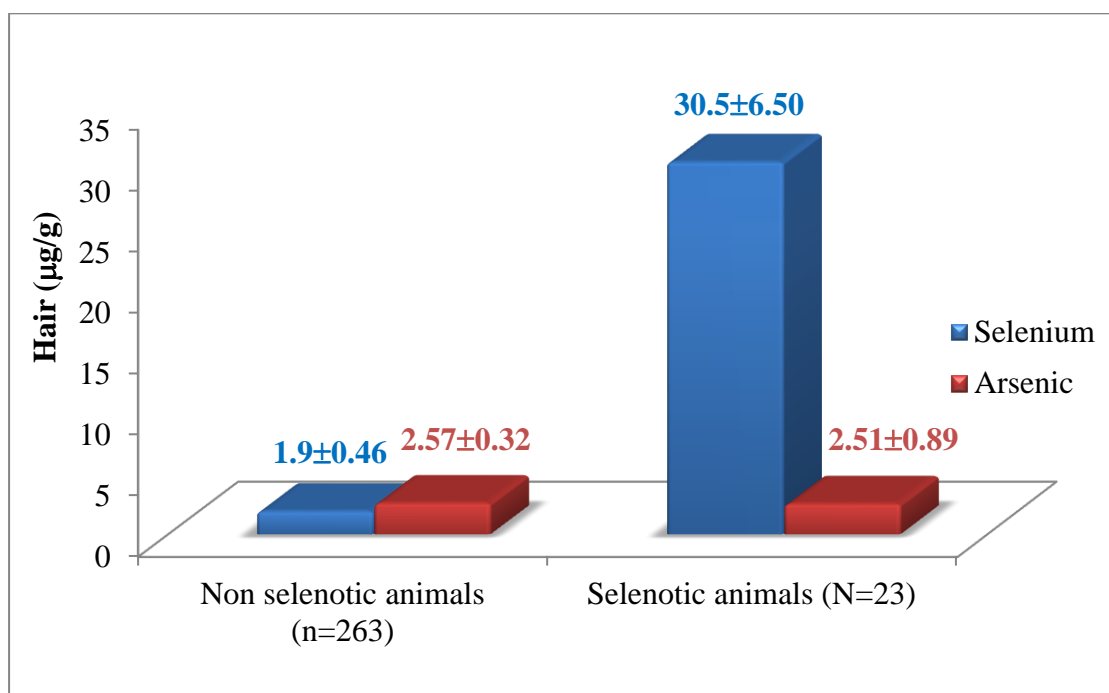 30.5±6.50
35
30
25
20
15
10
5
0
Hair (µg/g)
Selenium
Arsenic
1.9±0.46
2.57±0.32
2.51±0.89
Non selenotic animals
(n=263)
Selenotic animals (N=23)